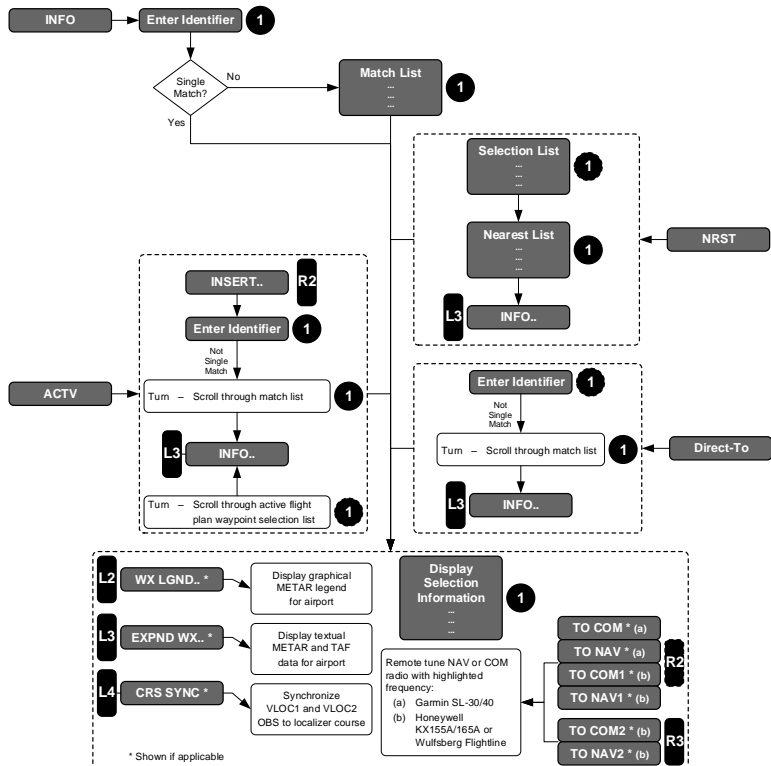 INFO
Enter Identifier
1
Single
Match?
No
Yes
Match List
...
...
...
1
Selection List
...
...
...
1
Nearest List
...
...
...
1
L3
INFO..
NRST
INSERT..
R2
Enter Identifier
1
Not
Single
Match
ACTV
Turn – Scroll through match list
1
L3
INFO..
Turn – Scroll through active flight
plan waypoint selection list
1
Enter Identifier
1
Not
Single
Match
Turn – Scroll through match list
1
Direct-To
L3
INFO..
L2
WX LGND.. *
Display graphical
METAR legend
for airport
L3
EXPND WX.. *
Display textual
METAR and TAF
data for airport
L4
CRS SYNC *
Synchronize
VLOC1 and VLOC2
OBS to localizer course
* Shown if applicable
Display
Selection
Information
...
...
...
1
Remote tune NAV or COM
radio with highlighted
frequency:
(a) Garmin SL-30/40
(b) Honeywell
KX155A/165A or
Wulfsberg Flightline
TO COM * (a)
TO NAV * (a)
TO COM1 * (b)
TO NAV1 * (b)
R2
TO COM2 * (b)
TO NAV2 * (b)
R3